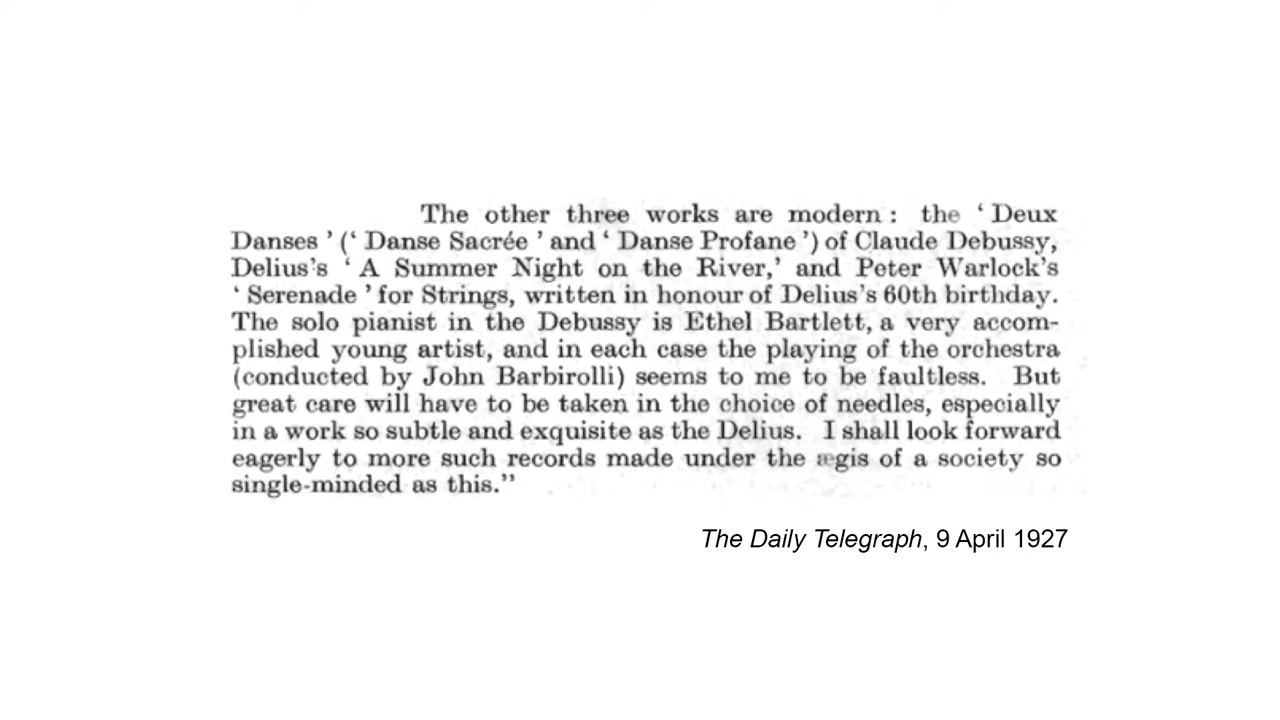 The other three works are modern : the ‘ Deux
Danses ’ (‘ Danse Sacrée ’ and ‘ Danse Profane ’) of Claude Debussy,
Delius's ‘ A Summer Night on the River,’ and Peter Warlock's
‘ Serenade ’ for Strings, written in honour of Delius's 60th birthday.
The solo pianist in the Debussy is Ethel Bartlett, a very accom-
plished young artist, and in each case the playing of the orchestra
(conducted by John Barbirolli) seems to me to be faultless. But
great care will have to be taken in the choice of needles, especially
in a work so subtle and exquisite as the Delius. I shall look forward
eagerly to more such records made under the ægis of a society so
single-minded as this.”
The Daily Telegraph, 9 April 1927